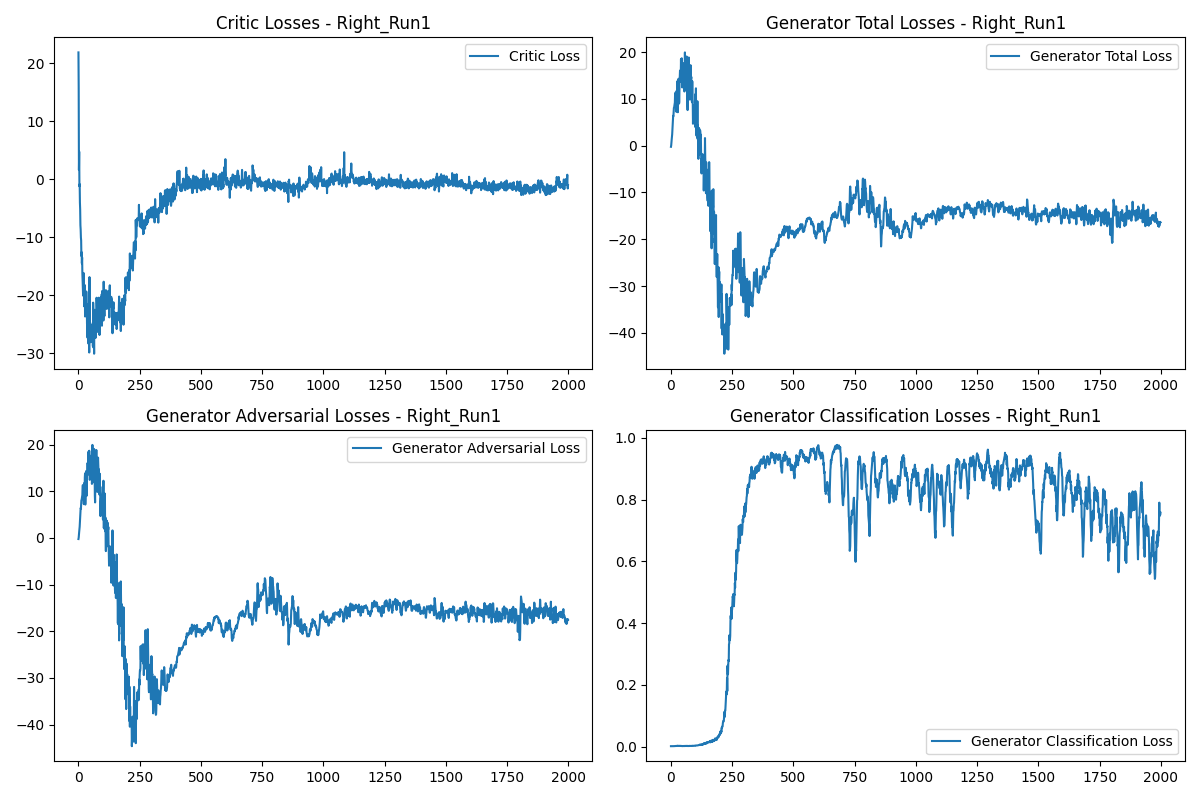 Critic Losses - Right_Run1
Critic Loss
20
10
0
−10
−20
−30
0 250 500 750 1000 1250 1500 1750 2000
Generator Total Losses - Right_Run1
Generator Total Loss
20
10
0
−10
−20
−30
−40
0 250 500 750 1000 1250 1500 1750 2000
Generator Adversarial Losses - Right_Run1
Generator Adversarial Loss
20
10
0
−10
−20
−30
−40
0 250 500 750 1000 1250 1500 1750 2000
Generator Classification Losses - Right_Run1
1.0
0.8
0.6
0.4
0.2
0.0
Generator Classification Loss
0 250 500 750 1000 1250 1500 1750 2000